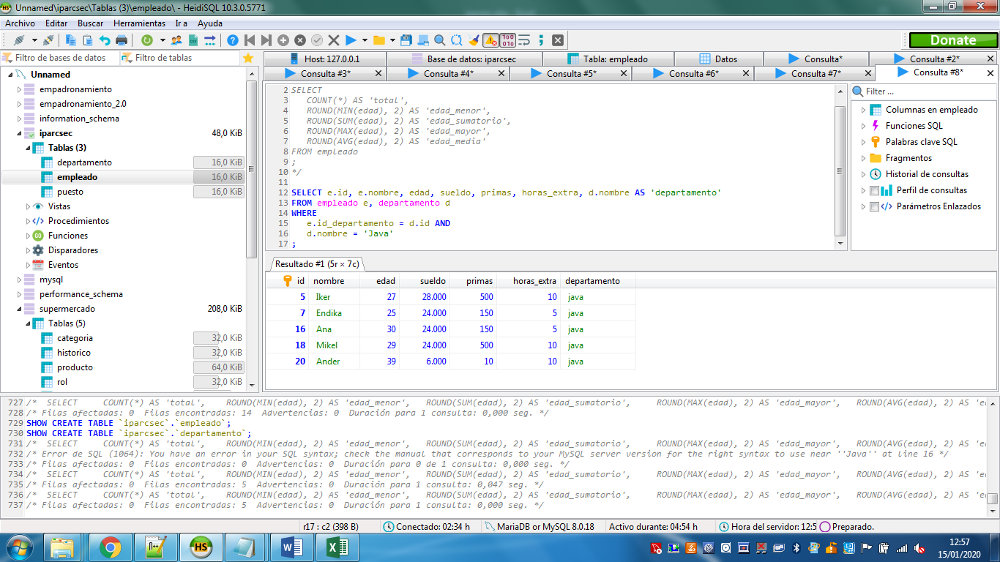 Unnamed\iparcsec\Tablas (3)\empleado\ - HeidiSQL 10.3.0.5771
Archivo Editar Buscar Herramientas Ir a Ayuda
Donate
Filtro de bases de datos
Filtro de tablas
Host: 127.0.0.1
Base de datos: iparcsec
Tabla: empleado
Datos
Consulta*
Consulta #2*
Consulta #3*
Consulta #4*
Consulta #5*
Consulta #6*
Consulta #7*
Consulta #8*
Unnamed
empadronamiento
empadronamiento_2.0
information_schema
iparcsec 48,0 KiB
Tablas (3)
departamento 16,0 KiB
empleado 16,0 KiB
puesto 16,0 KiB
Vistas
Procedimientos
Funciones
Disparadores
Eventos
mysql
performance_schema
supermercado 208,0 KiB
Tablas (5)
categoria 32,0 KiB
historico 32,0 KiB
producto 64,0 KiB
rol 32,0 KiB
2 SELECT
3 COUNT(*) AS 'total',
4 ROUND(MIN(edad), 2) AS 'edad_menor',
5 ROUND(SUM(edad), 2) AS 'edad_sumatorio',
6 ROUND(MAX(edad), 2) AS 'edad_mayor',
7 ROUND(AVG(edad), 2) AS 'edad_media'
8 FROM empleado
9 ;
10 */
11
12 SELECT e.id, e.nombre, edad, sueldo, primas, horas_extra, d.nombre AS 'departamento'
13 FROM empleado e, departamento d
14 WHERE
15 e.id_departamento = d.id AND
16 d.nombre = 'Java'
17 ;
Filter ...
Columnas en empleado
Funciones SQL
Palabras clave SQL
Fragmentos
Historial de consultas
Perfil de consultas
Parámetros Enlazados
Resultado #1 (5r × 7c)
id nombre edad sueldo primas horas_extra departamento
5 Iker 27 28.000 500 10 java
7 Endika 25 24.000 150 5 java
16 Ana 30 24.000 150 5 java
18 Mikel 29 24.000 500 10 java
20 Ander 39 6.000 10 10 java
727 /* SELECT COUNT(*) AS 'total', ROUND(MIN(edad), 2) AS 'edad_menor', ROUND(SUM(edad), 2) AS 'edad_sumatorio', ROUND(MAX(edad), 2) AS 'edad_mayor', ROUND(AVG(edad), 2) AS 'e
728 /* Filas afectadas: 0 Filas encontradas: 14 Advertencias: 0 Duración para 1 consulta: 0,000 seg. */
729 SHOW CREATE TABLE `iparcsec`.`empleado`;
730 SHOW CREATE TABLE `iparcsec`.`departamento`;
731 /* SELECT COUNT(*) AS 'total', ROUND(MIN(edad), 2) AS 'edad_menor', ROUND(SUM(edad), 2) AS 'edad_sumatorio', ROUND(MAX(edad), 2) AS 'edad_mayor', ROUND(AVG(edad), 2) AS 'e
732 /* Error de SQL (1064): You have an error in your SQL syntax; check the manual that corresponds to your MySQL server version for the right syntax to use near ''Java'' at line 16 */
733 /* Filas afectadas: 0 Filas encontradas: 0 Advertencias: 0 Duración para 0 de 1 consulta: 0,000 seg. */
734 /* SELECT COUNT(*) AS 'total', ROUND(MIN(edad), 2) AS 'edad_menor', ROUND(SUM(edad), 2) AS 'edad_sumatorio', ROUND(MAX(edad), 2) AS 'edad_mayor', ROUND(AVG(edad), 2) AS 'e
735 /* Filas afectadas: 0 Filas encontradas: 5 Advertencias: 0 Duración para 1 consulta: 0,047 seg. */
736 /* SELECT COUNT(*) AS 'total', ROUND(MIN(edad), 2) AS 'edad_menor', ROUND(SUM(edad), 2) AS 'edad_sumatorio', ROUND(MAX(edad), 2) AS 'edad_mayor', ROUND(AVG(edad), 2) AS 'e
737 /* Filas afectadas: 0 Filas encontradas: 5 Advertencias: 0 Duración para 1 consulta: 0,000 seg. */
r17 : c2 (398 B) Conectado: 02:34 h MariaDB or MySQL 8.0.18 Activo durante: 04:54 h Hora del servidor: 12:5 Preparado.
12:57
15/01/2020